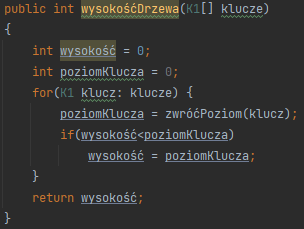 public int wysokośćDrzewa(K1[] klucze)
{
    int wysokość = 0;
    int poziomKlucza = 0;
    for(K1 klucz: klucze) {
        poziomKlucza = zwróćPoziom(klucz);
        if(wysokość<poziomKlucza)
            wysokość = poziomKlucza;
    }
    return wysokość;
}